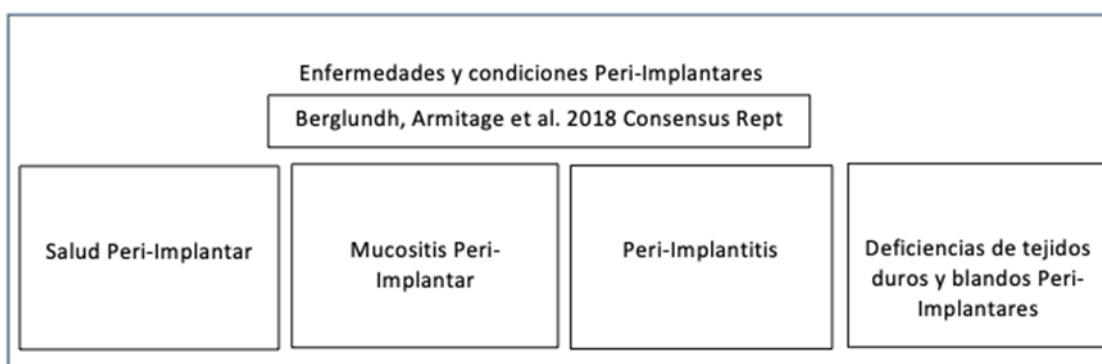 Enfermedades y condiciones Peri-Implantares
Berglundh, Armitage et al. 2018 Consensus Rept
Salud Peri-Implantar
Mucositis Peri-
Implantar
Peri-Implantitis
Deficiencias de tejidos
duros y blandos Peri-
Implantares